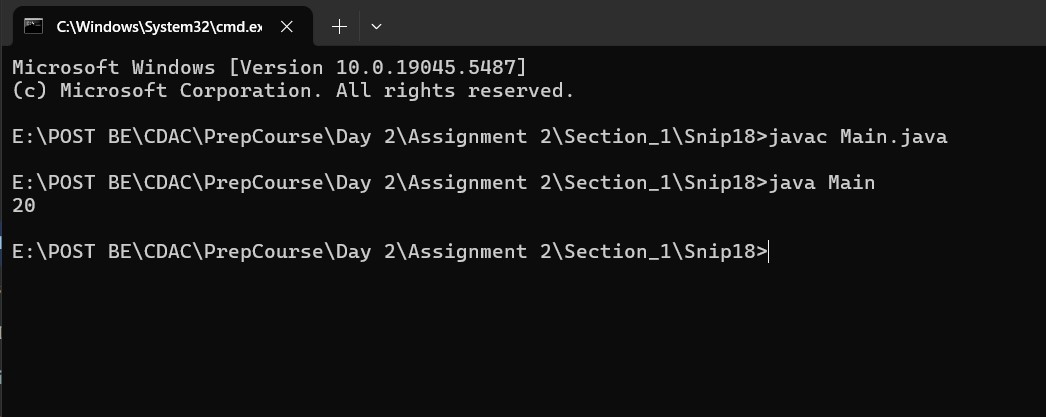 C:\Windows\System32\cmd.ex
Microsoft Windows [Version 10.0.19045.5487]
(c) Microsoft Corporation. All rights reserved.
E:\POST BE\CDAC\PrepCourse\Day 2\Assignment 2\Section_1\Snip18>javac Main.java
E:\POST BE\CDAC\PrepCourse\Day 2\Assignment 2\Section_1\Snip18>java Main
20
E:\POST BE\CDAC\PrepCourse\Day 2\Assignment 2\Section_1\Snip18>